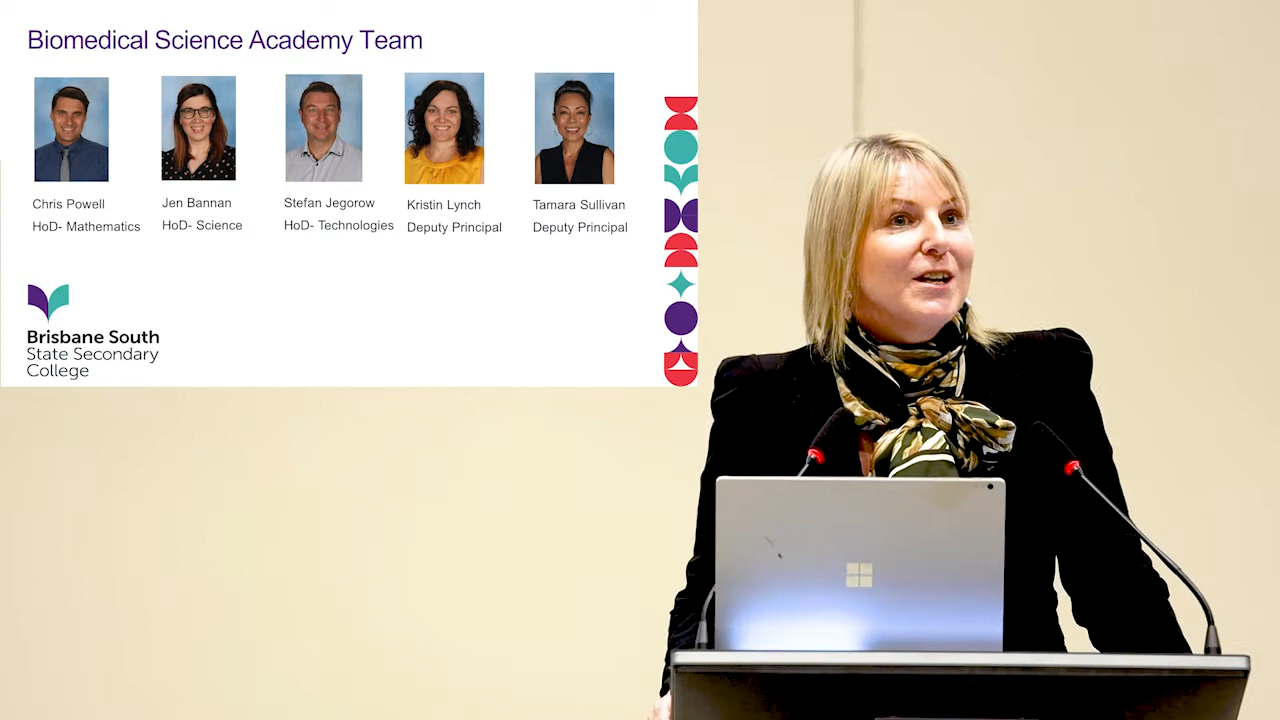 Biomedical Science Academy Team
Chris Powell
HoD- Mathematics
Jen Bannan
HoD- Science
Stefan Jegorow
HoD- Technologies
Kristin Lynch
Deputy Principal
Tamara Sullivan
Deputy Principal
Brisbane South
State Secondary
College